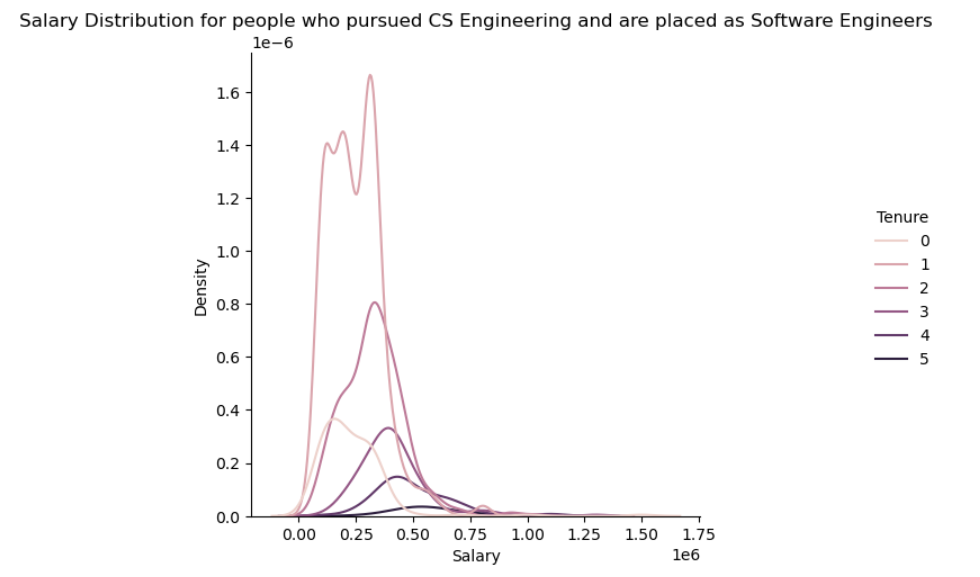 Salary Distribution for people who pursued CS Engineering and are placed as Software Engineers
1e−6
1.6
1.4
1.2
1.0
0.8
0.6
0.4
0.2
0.0
Density
0.00 0.25 0.50 0.75 1.00 1.25 1.50 1.75
1e6
Salary
Tenure
0
1
2
3
4
5